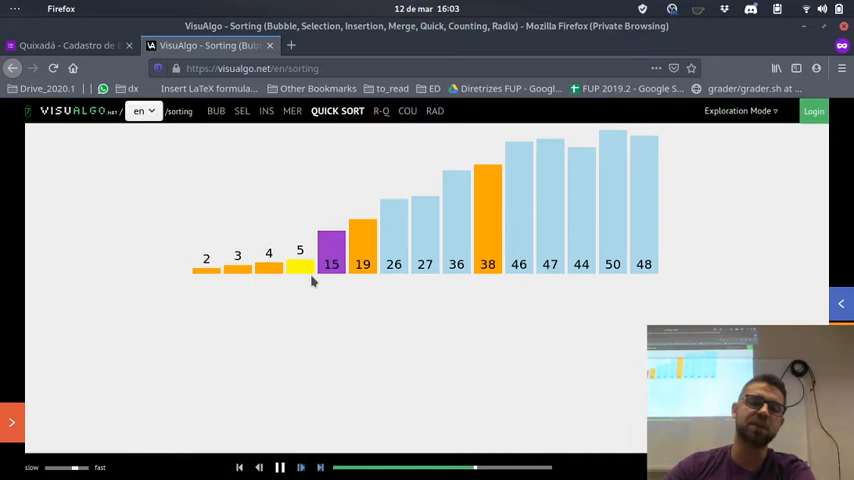 Firefox
12 de mar 16:03
VisuAlgo - Sorting (Bubble, Selection, Insertion, Merge, Quick, Counting, Radix) - Mozilla Firefox (Private Browsing)
Quixadá - Cadastro de E
VisuAlgo - Sorting (Bub
https://visualgo.net/en/sorting
Drive_2020.1 dx Insert LaTeX formula... Other Bookmarks to_read ED Diretrizes FUP - Googl... FUP 2019.2 - Google S... grader/grader.sh at ...
7 VISUALGO.NET/ en /sorting BUB SEL INS MER QUICK SORT R-Q COU RAD Exploration Mode Login
2 3 4 5 15 19 26 27 36 38 46 47 44 50 48
slow fast